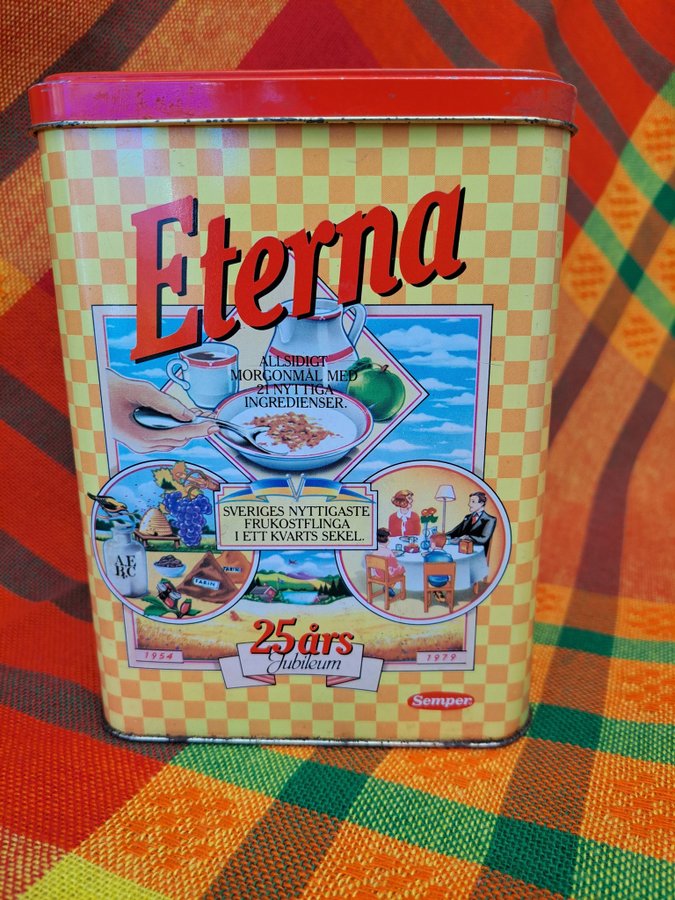 Eterna
ALLSIDIGT
MORGONMÅL MED
21 NYTTIGA
INGREDIENSER.
SVERIGES NYTTIGASTE
FRUKOSTFLINGA
I ETT KVARTS SEKEL.
TARIN
1954
25 års
Jubileum
1979
Semper